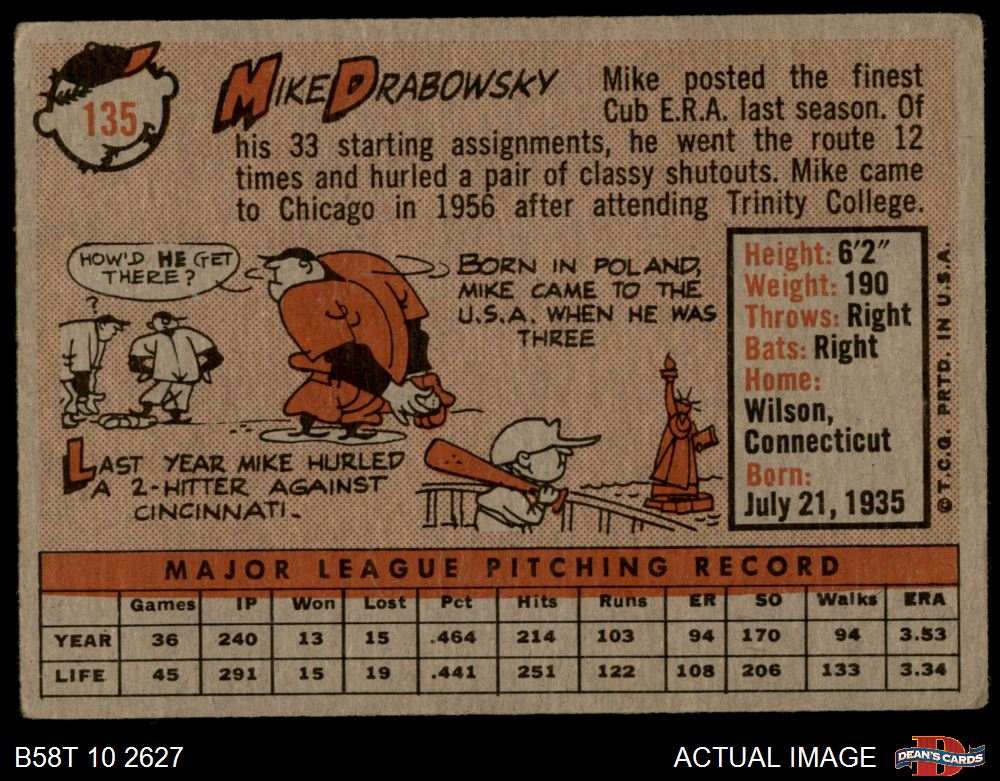 135
MIKE DRABOWSKY
Mike posted the finest
Cub E.R.A. last season. Of
his 33 starting assignments, he went the route 12
times and hurled a pair of classy shutouts. Mike came
to Chicago in 1956 after attending Trinity College.
HOW'D HE GET
THERE?
?
BORN IN POLAND,
MIKE CAME TO THE
U.S.A. WHEN HE WAS
THREE
LAST YEAR MIKE HURLED
A 2-HITTER AGAINST
CINCINNATI.
Height: 6'2"
Weight: 190
Throws: Right
Bats: Right
Home:
Wilson,
Connecticut
Born:
July 21, 1935
© T.C.G. PRTD. IN U.S.A.
MAJOR LEAGUE PITCHING RECORD
Games IP Won Lost Pct Hits Runs ER SO Walks ERA
YEAR 36 240 13 15 .464 214 103 94 170 94 3.53
LIFE 45 291 15 19 .441 251 122 108 206 133 3.34
B58T 10 2627
ACTUAL IMAGE
D
DEAN'S CARDS